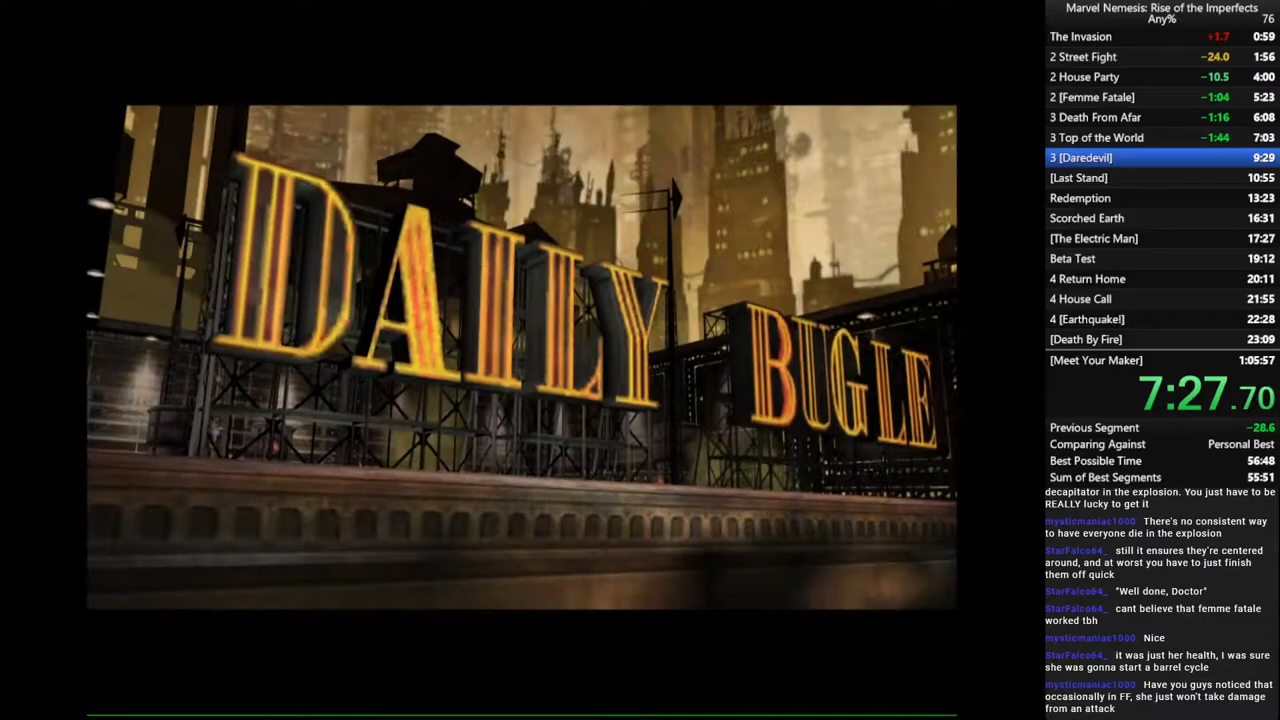 DAILY BUGLE
Marvel Nemesis: Rise of the Imperfects
Any% 76
The Invasion +1.7 0:59
2 Street Fight −24.0 1:56
2 House Party −10.5 4:00
2 [Femme Fatale] −1:04 5:23
3 Death From Afar −1:16 6:08
3 Top of the World −1:44 7:03
3 [Daredevil] 9:29
[Last Stand] 10:55
Redemption 13:23
Scorched Earth 16:31
[The Electric Man] 17:27
Beta Test 19:12
4 Return Home 20:11
4 House Call 21:55
4 [Earthquake!] 22:28
[Death By Fire] 23:09
[Meet Your Maker] 1:05:57
7:27.70
Previous Segment −28.6
Comparing Against Personal Best
Best Possible Time 56:48
Sum of Best Segments 55:51
decapitator in the explosion. You just have to be
REALLY lucky to get it
mysticmaniac1000 There's no consistent way
to have everyone die in the explosion
StarFalco64_ still it ensures they're centered
around, and at worst you have to just finish
them off quick
StarFalco64_ "Well done, Doctor"
StarFalco64_ cant believe that femme fatale
worked tbh
mysticmaniac1000 Nice
StarFalco64_ it was just her health, I was sure
she was gonna start a barrel cycle
mysticmaniac1000 Have you guys noticed that
occasionally in FF, she just won't take damage
from an attack